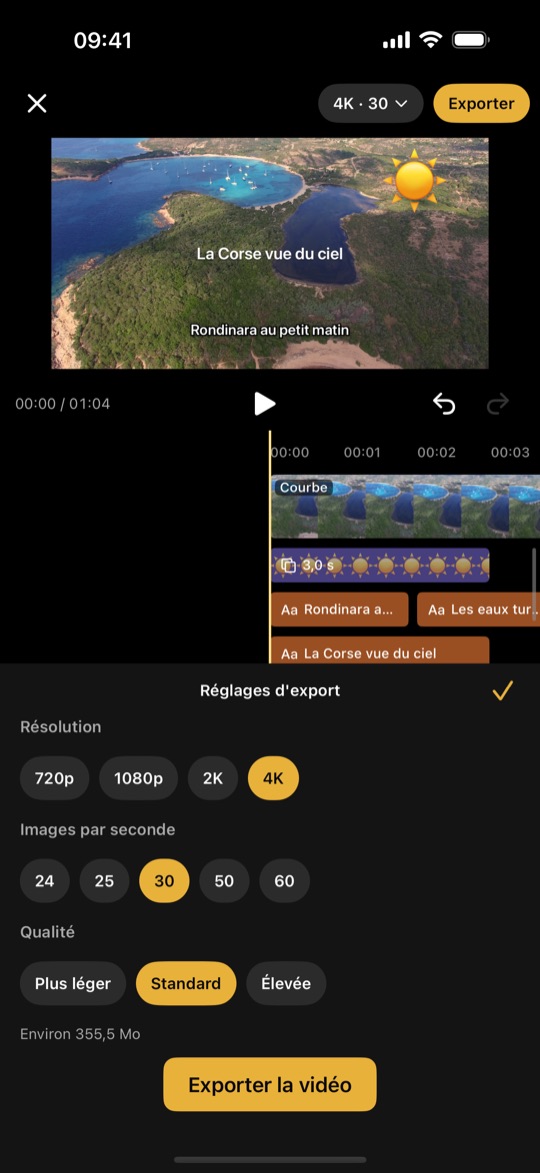 09:41
4K · 30
Exporter
La Corse vue du ciel
Rondinara au petit matin
00:00 / 01:04
00:00 00:01 00:02 00:03
Courbe
3,0 s
Aa Rondinara a... Aa Les eaux tur...
Aa La Corse vue du ciel
Réglages d'export
Résolution
720p 1080p 2K 4K
Images par seconde
24 25 30 50 60
Qualité
Plus léger Standard Élevée
Environ 355,5 Mo
Exporter la vidéo